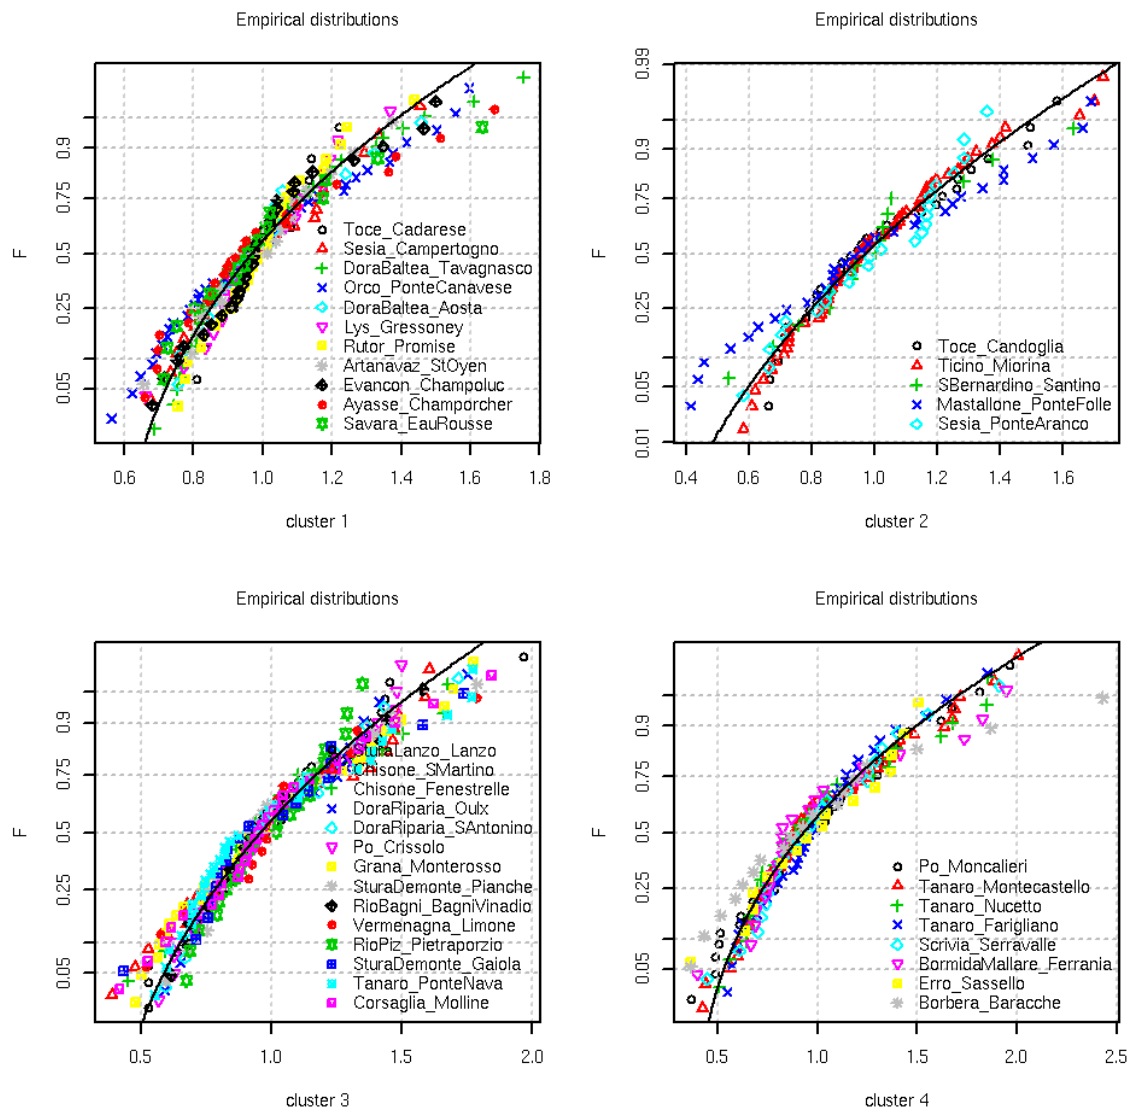 Empirical distributions
F
0.9
0.75
0.5
0.25
0.05
Toce_Cadarese
Sesia_Campertogno
DoraBaltea_Tavagnasco
Orco_PonteCanavese
DoraBaltea_Aosta
Lys_Gressoney
Rutor_Promise
Artanavaz_StOyen
Evancon_Champoluc
Ayasse_Champorcher
Savara_EauRousse
0.6 0.8 1.0 1.2 1.4 1.6 1.8
cluster 1
Empirical distributions
F
0.99
0.9
0.75
0.5
0.25
0.05
0.01
Toce_Candoglia
Ticino_Miorina
SBernardino_Santino
Mastallone_PonteFolle
Sesia_PonteAranco
0.4 0.6 0.8 1.0 1.2 1.4 1.6
cluster 2
Empirical distributions
F
0.9
0.75
0.5
0.25
0.05
SturaLanzo_Lanzo
Chisone_SMartino
Chisone_Fenestrelle
DoraRiparia_Oulx
DoraRiparia_SAntonino
Po_Crissolo
Grana_Monterosso
SturaDemonte_Pianche
RioBagni_BagniVinadio
Vermenagna_Limone
RioPiz_Pietraporzio
SturaDemonte_Gaiola
Tanaro_PonteNava
Corsaglia_Molline
0.5 1.0 1.5 2.0
cluster 3
Empirical distributions
F
0.9
0.75
0.5
0.25
0.05
Po_Moncalieri
Tanaro_Montecastello
Tanaro_Nucetto
Tanaro_Farigliano
Scrivia_Serravalle
BormidaMallare_Ferrania
Erro_Sassello
Borbera_Baracche
0.5 1.0 1.5 2.0 2.5
cluster 4